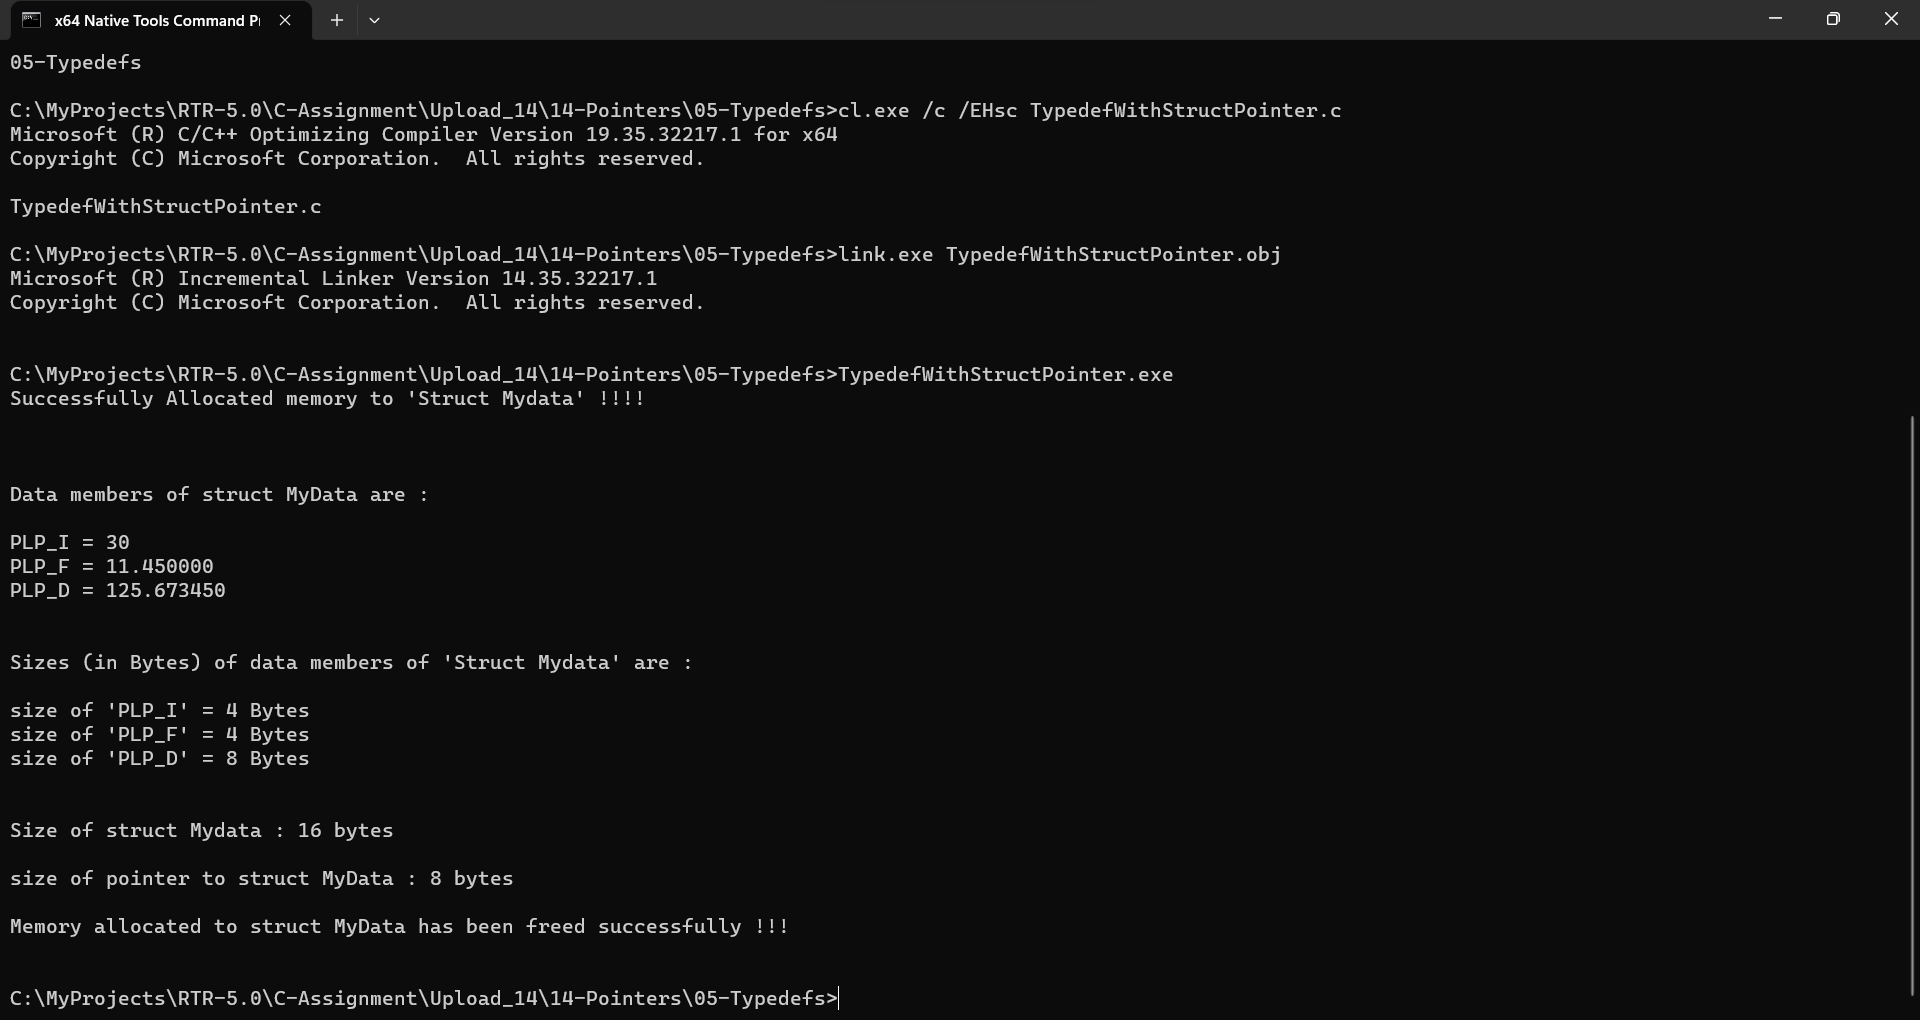 x64 Native Tools Command P
05-Typedefs
C:\MyProjects\RTR-5.0\C-Assignment\Upload_14\14-Pointers\05-Typedefs>cl.exe /c /EHsc TypedefWithStructPointer.c
Microsoft (R) C/C++ Optimizing Compiler Version 19.35.32217.1 for x64
Copyright (C) Microsoft Corporation.  All rights reserved.
TypedefWithStructPointer.c
C:\MyProjects\RTR-5.0\C-Assignment\Upload_14\14-Pointers\05-Typedefs>link.exe TypedefWithStructPointer.obj
Microsoft (R) Incremental Linker Version 14.35.32217.1
Copyright (C) Microsoft Corporation.  All rights reserved.
C:\MyProjects\RTR-5.0\C-Assignment\Upload_14\14-Pointers\05-Typedefs>TypedefWithStructPointer.exe
Successfully Allocated memory to 'Struct Mydata' !!!!
Data members of struct MyData are :
PLP_I = 30
PLP_F = 11.450000
PLP_D = 125.673450
Sizes (in Bytes) of data members of 'Struct Mydata' are :
size of 'PLP_I' = 4 Bytes
size of 'PLP_F' = 4 Bytes
size of 'PLP_D' = 8 Bytes
Size of struct Mydata : 16 bytes
size of pointer to struct MyData : 8 bytes
Memory allocated to struct MyData has been freed successfully !!!
C:\MyProjects\RTR-5.0\C-Assignment\Upload_14\14-Pointers\05-Typedefs>